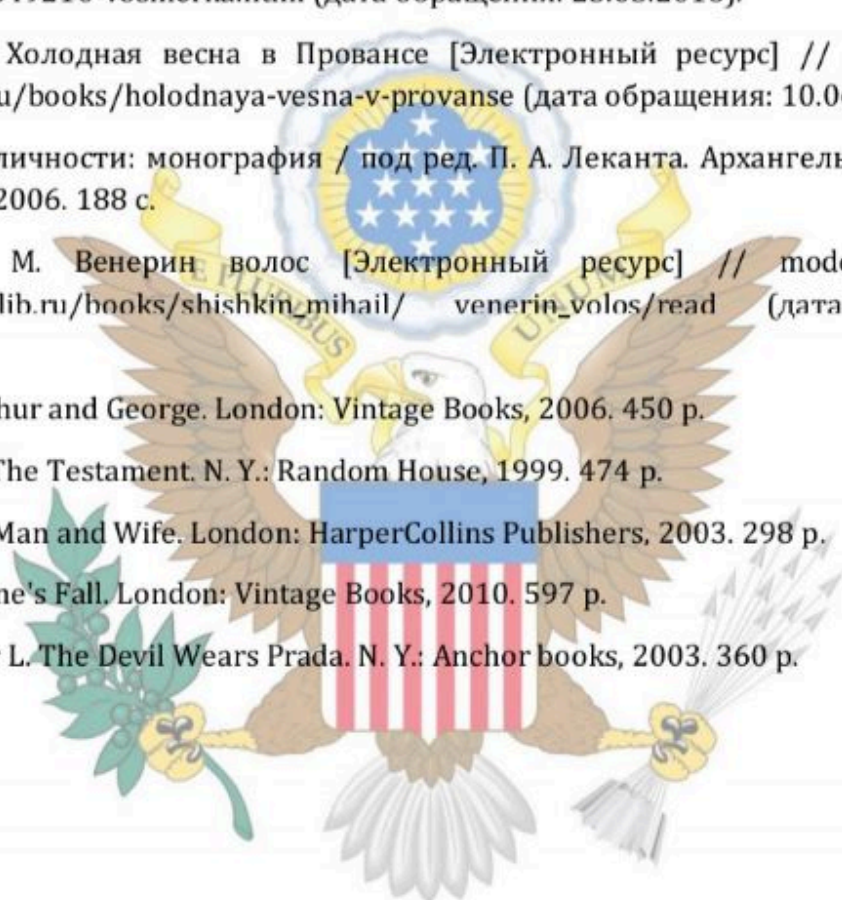 Холодная весна в Провансе [Электронный ресурс] //
u/books/holodnaya-vesna-v-provanse (дата обращения: 10.0
личности: монография / под ред. П. А. Леканта. Архангель
2006. 188 с.
М. Венерин волос [Электронный ресурс] // mod
lib.ru/books/shishkin_mihail/ venerin_volos/read (дата
E PLURIBUS UNUM
hur and George. London: Vintage Books, 2006. 450 p.
The Testament. N. Y.: Random House, 1999. 474 p.
Man and Wife. London: HarperCollins Publishers, 2003. 298 p.
ne's Fall. London: Vintage Books, 2010. 597 p.
L. The Devil Wears Prada. N. Y.: Anchor books, 2003. 360 p.